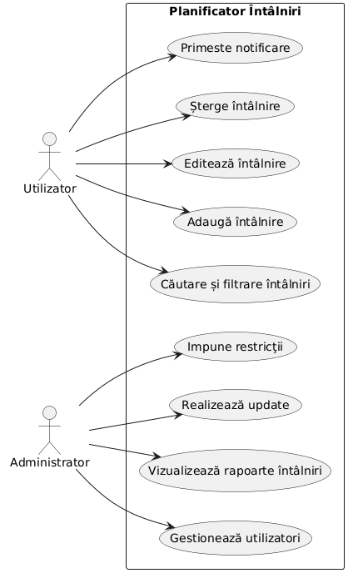 Planificator Întâlniri
Primeste notificare
Șterge întâlnire
Editează întâlnire
Utilizator
Adaugă întâlnire
Căutare și filtrare întâlniri
Impune restricții
Realizează update
Administrator
Vizualizează rapoarte întâlniri
Gestionează utilizatori